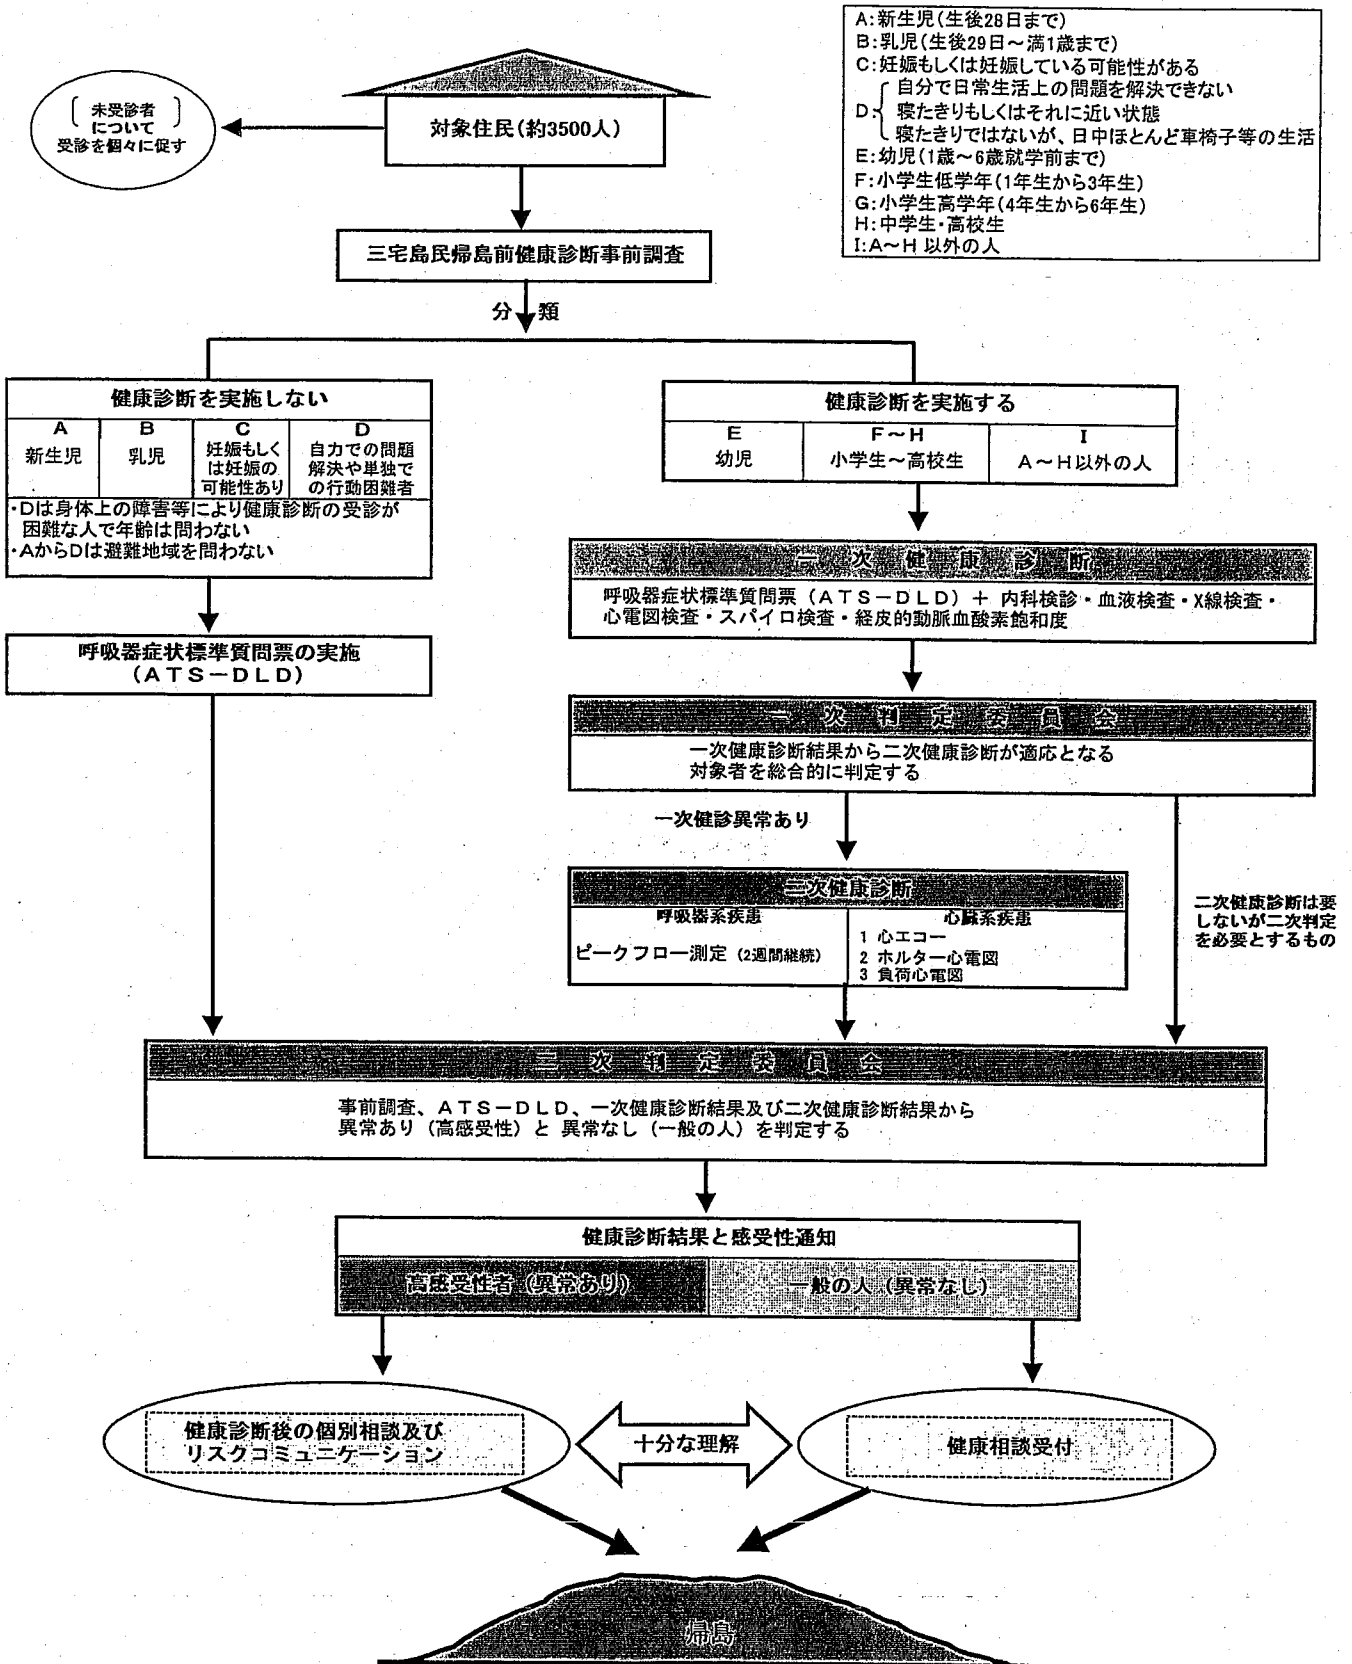 A:新生児(生後28日まで)
B:乳児(生後29日～満1歳まで)
C:妊娠もしくは妊娠している可能性がある
自分で日常生活上の問題を解決できない
D: 寝たきりもしくはそれに近い状態
寝たきりではないが、日中ほとんど車椅子等の生活
E:幼児(1歳～6歳就学前まで)
F:小学生低学年(1年生から3年生)
G:小学生高学年(4年生から6年生)
H:中学生・高校生
I:A～H 以外の人
未受診者
について
受診を個々に促す
対象住民(約3500人)
三宅島民帰島前健康診断事前調査
分 類
健康診断を実施しない
A
新生児
B
乳児
C
妊娠もしく
は妊娠の
可能性あり
D
自力での問題
解決や単独で
の行動困難者
・Dは身体上の障害等により健康診断の受診が
困難な人で年齢は問わない
・AからDは避難地域を問わない
呼吸器症状標準質問票の実施
(ATS－DLD)
健康診断を実施する
E
幼児
F～H
小学生～高校生
I
A～H以外の人
一次健康診断
呼吸器症状標準質問票(ATS－DLD)＋ 内科検診・血液検査・X線検査・
心電図検査・スパイロ検査・経皮的動脈血酸素飽和度
一次判定委員会
一次健康診断結果から二次健康診断が適応となる
対象者を総合的に判定する
一次健診異常あり
二次健康診断
呼吸器系疾患
ピークフロー測定(2週間継続)
心臓系疾患
1 心エコー
2 ホルター心電図
3 負荷心電図
二次健康診断は要
しないが二次判定
を必要とするもの
二次判定委員会
事前調査、ATS－DLD、一次健康診断結果及び二次健康診断結果から
異常あり(高感受性)と 異常なし(一般の人)を判定する
健康診断結果と感受性通知
高感受性者(異常あり)
一般の人(異常なし)
健康診断後の個別相談及び
リスクコミュニケーション
十分な理解
健康相談受付
帰島